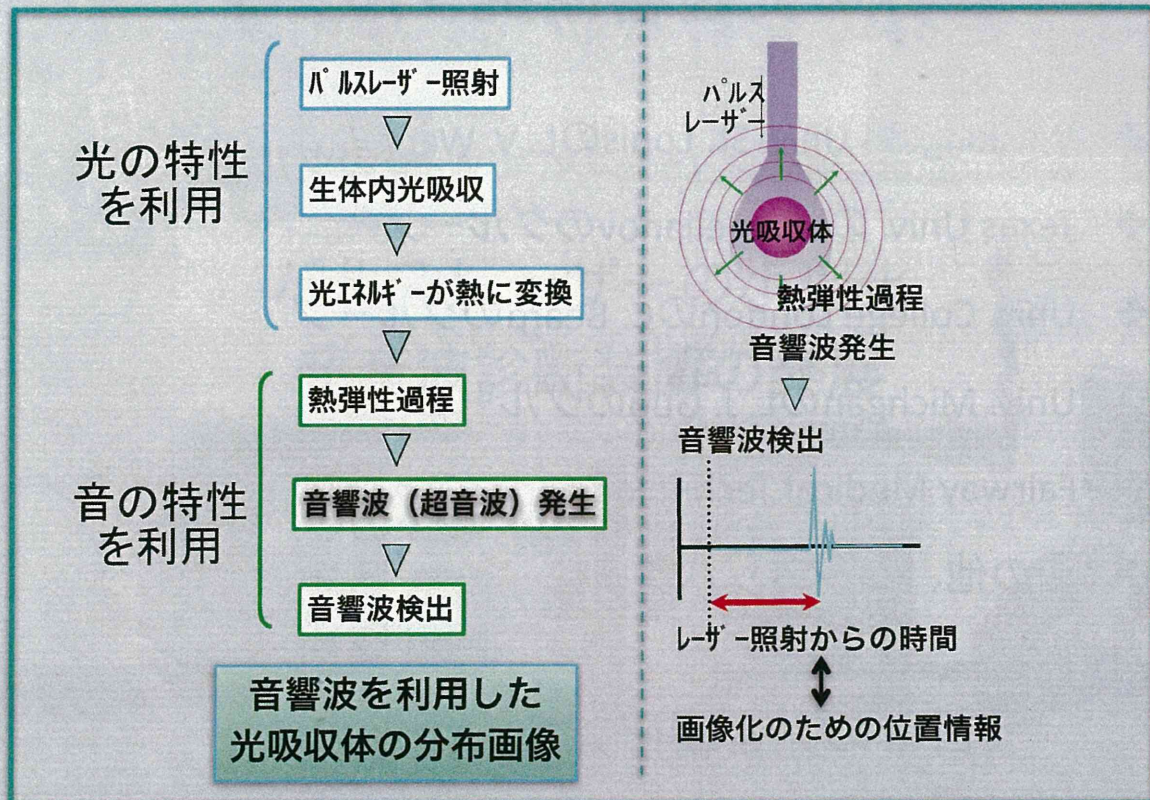 光の特性
を利用
パルスレーザー照射
生体内光吸収
光エネルギーが熱に変換
音の特性
を利用
熱弾性過程
音響波（超音波）発生
音響波検出
音響波を利用した
光吸収体の分布画像
パルス
レーザー
光吸収体
熱弾性過程
音響波発生
音響波検出
レーザー照射からの時間
画像化のための位置情報